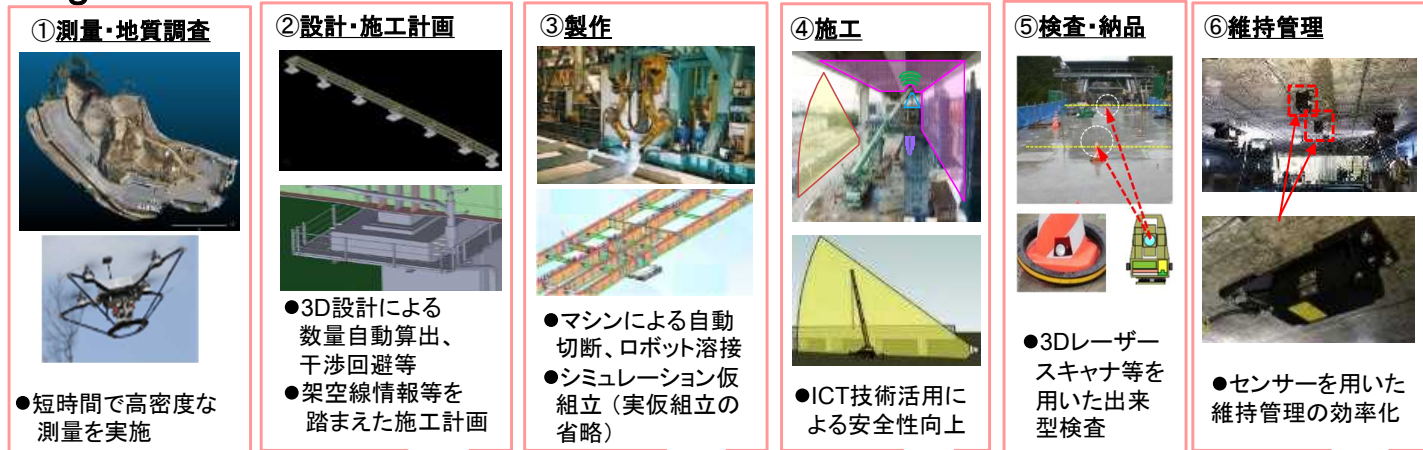 ①測量・地質調査
●短時間で高密度な
測量を実施
②設計・施工計画
●3D設計による
数量自動算出、
干渉回避等
●架空線情報等を
踏まえた施工計画
③製作
●マシンによる自動
切断、ロボット溶接
●シミュレーション仮
組立（実仮組立の
省略）
④施工
●ICT技術活用に
よる安全性向上
⑤検査・納品
●3Dレーザー
スキャナ等を
用いた出来
型検査
⑥維持管理
●センサーを用いた
維持管理の効率化